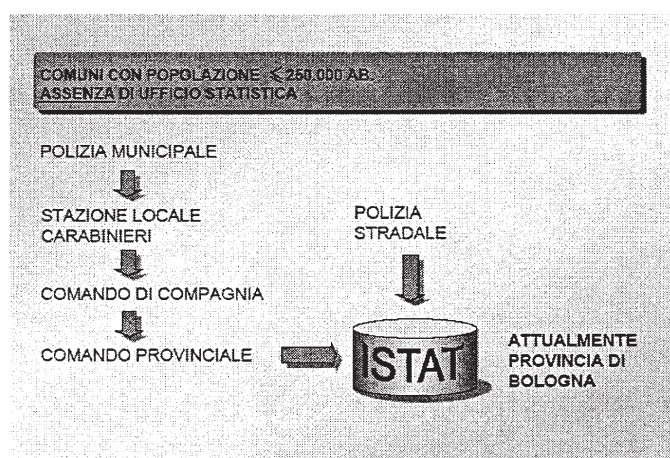 COMUNI CON POPOLAZIONE ⩽ 250.000 AB.
ASSENZA DI UFFICIO STATISTICA
POLIZIA MUNICIPALE
STAZIONE LOCALE
CARABINIERI
COMANDO DI COMPAGNIA
COMANDO PROVINCIALE
POLIZIA
STRADALE
ISTAT
ATTUALMENTE
PROVINCIA DI
BOLOGNA